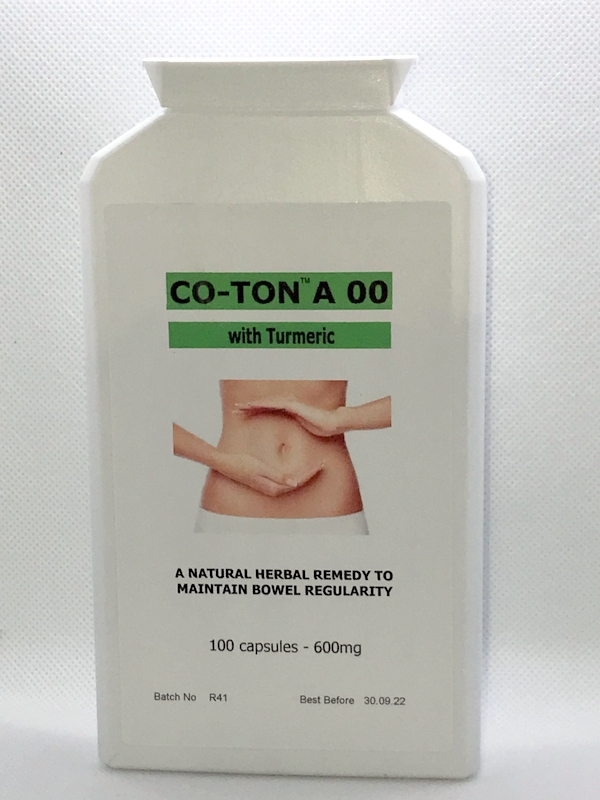 CO-TON™ A 00
with Turmeric
A NATURAL HERBAL REMEDY TO
MAINTAIN BOWEL REGULARITY
100 capsules - 600mg
Batch No R41 Best Before 30.09.22